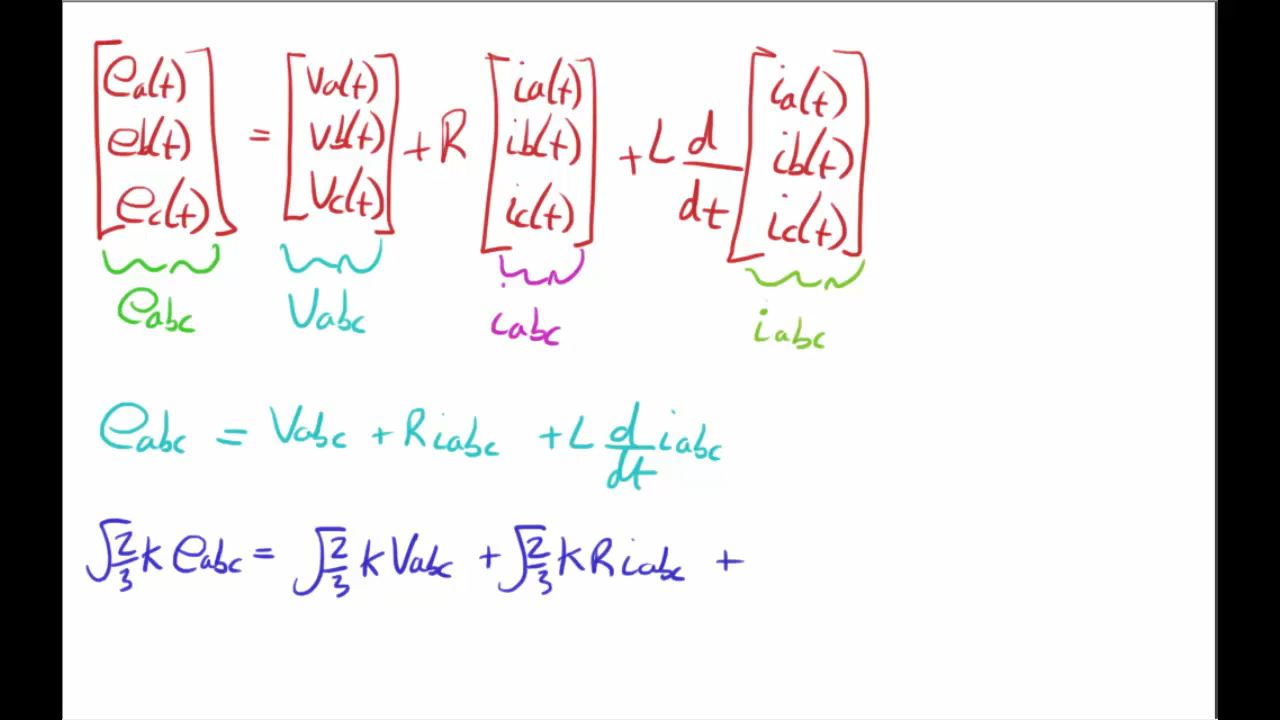 [ea(t) eb(t) ec(t)] = [va(t) vb(t) vc(t)] + R [ia(t) ib(t) ic(t)] + L d/dt [ia(t) ib(t) ic(t)]
eabc Vabc iabc iabc
eabc = Vabc + R iabc + L d/dt iabc
√2/3 k eabc = √2/3 k Vabc + √2/3 k R iabc +